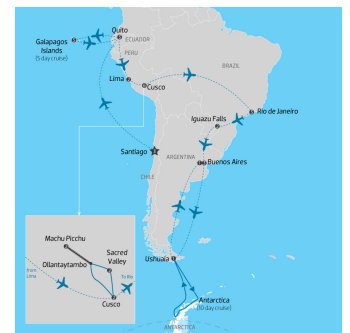 Quito
ECUADOR
Galapagos
Islands
(5 day cruise)
PERU
Lima
Cusco
BRAZIL
Rio de Janeiro
Iguazu Falls
Santiago
ARGENTINA
Buenos Aires
CHILE
Machu Picchu
Sacred
Valley
Ollantaytambo
from
Lima
To Rio
Cusco
Ushuaia
Antarctica
(10 day cruise)
ANTARCTICA